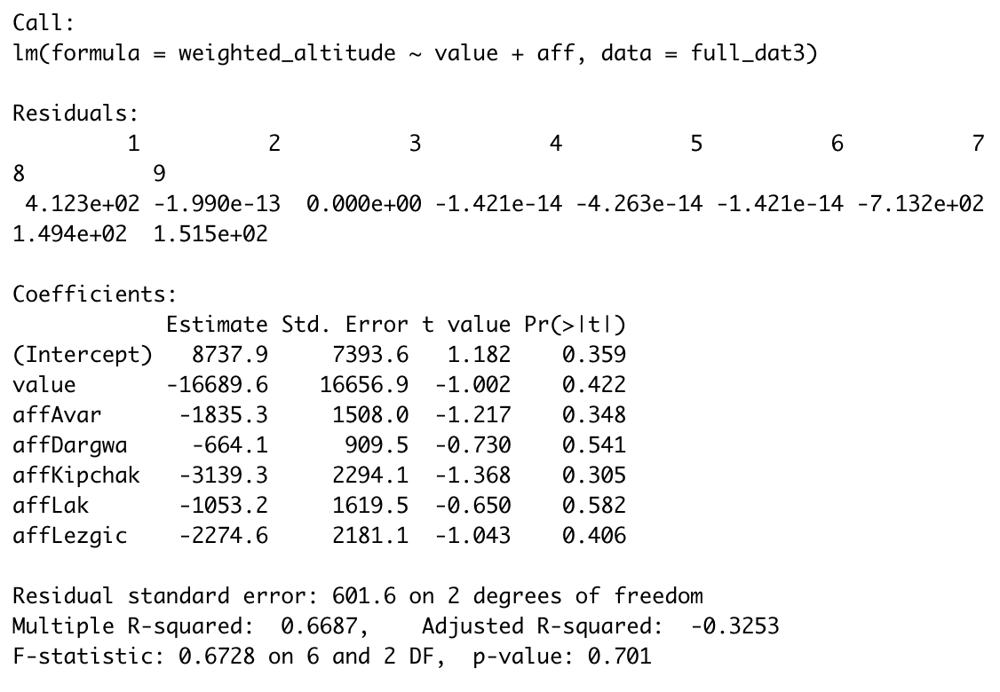 Call:
lm(formula = weighted_altitude ~ value + aff, data = full_dat3)
Residuals:
1 2 3 4 5 6 7
8 9
4.123e+02 -1.990e-13 0.000e+00 -1.421e-14 -4.263e-14 -1.421e-14 -7.132e+02
1.494e+02 1.515e+02
Coefficients:
Estimate Std. Error t value Pr(>|t|)
(Intercept) 8737.9 7393.6 1.182 0.359
value -16689.6 16656.9 -1.002 0.422
affAvar -1835.3 1508.0 -1.217 0.348
affDargwa -664.1 909.5 -0.730 0.541
affKipchak -3139.3 2294.1 -1.368 0.305
affLak -1053.2 1619.5 -0.650 0.582
affLezgic -2274.6 2181.1 -1.043 0.406
Residual standard error: 601.6 on 2 degrees of freedom
Multiple R-squared: 0.6687, Adjusted R-squared: -0.3253
F-statistic: 0.6728 on 6 and 2 DF, p-value: 0.701